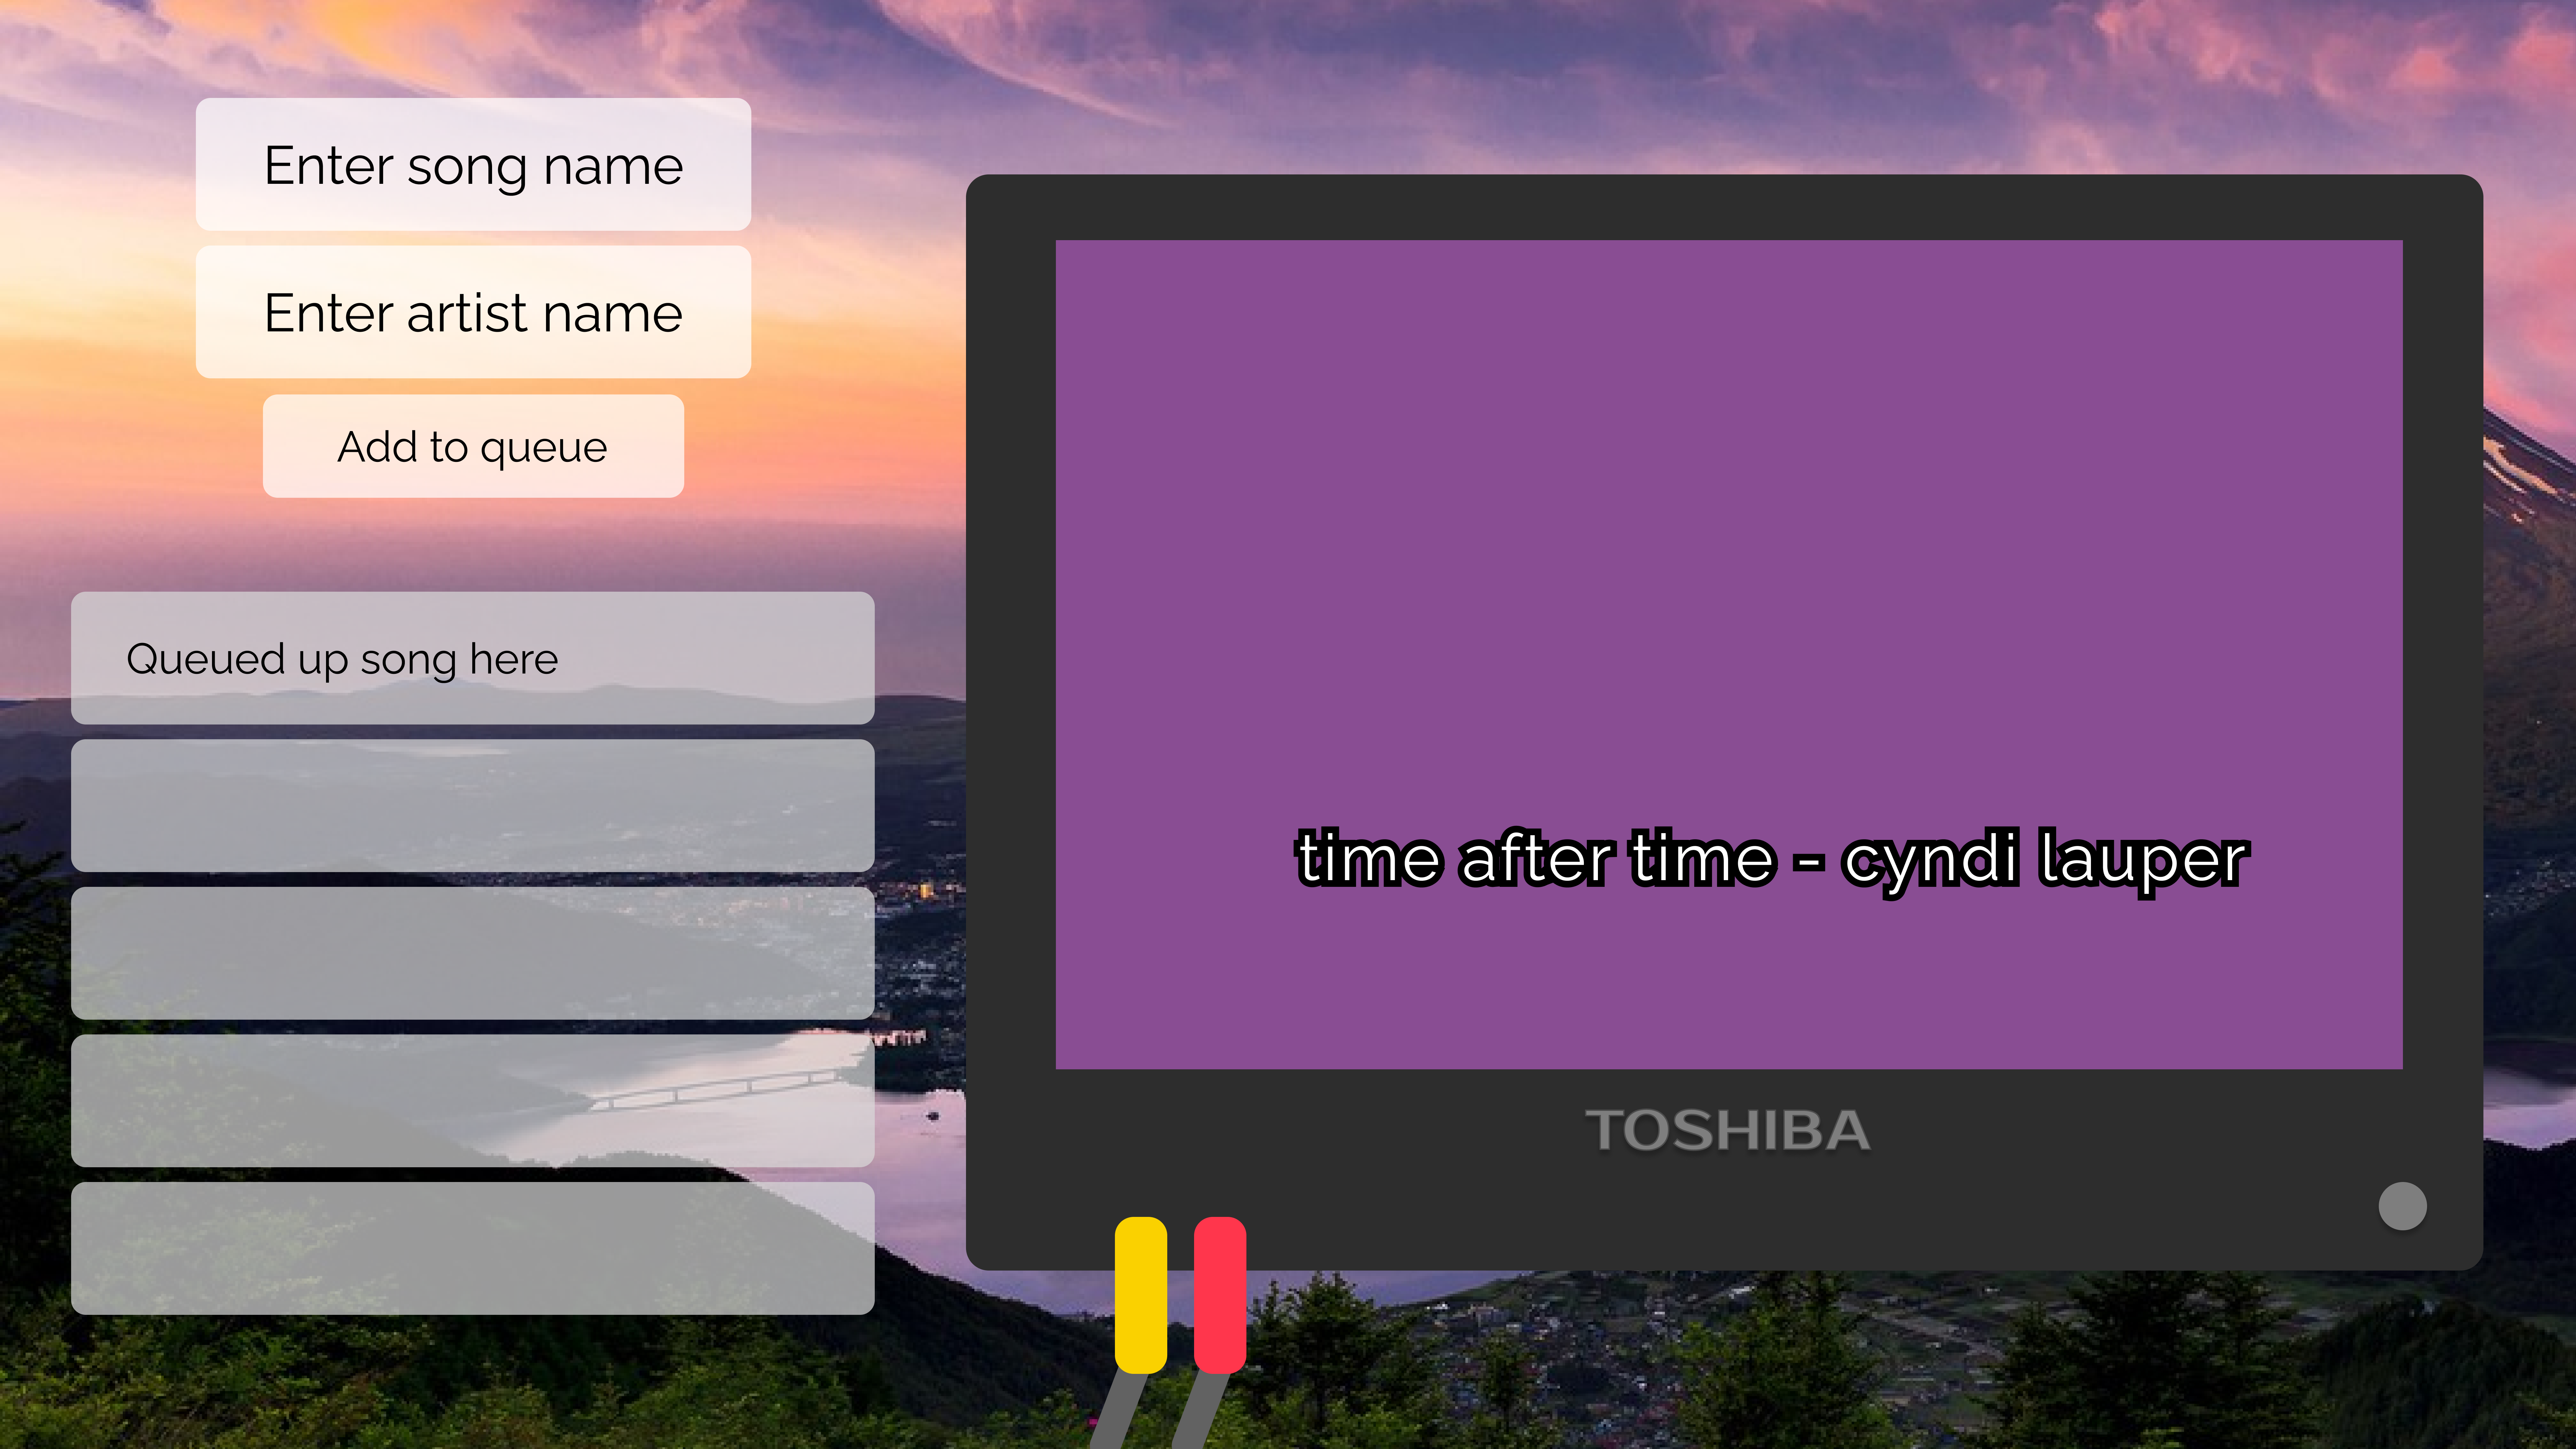 Enter song name
Enter artist name
Add to queue
Queued up song here
time after time - cyndi lauper
TOSHIBA